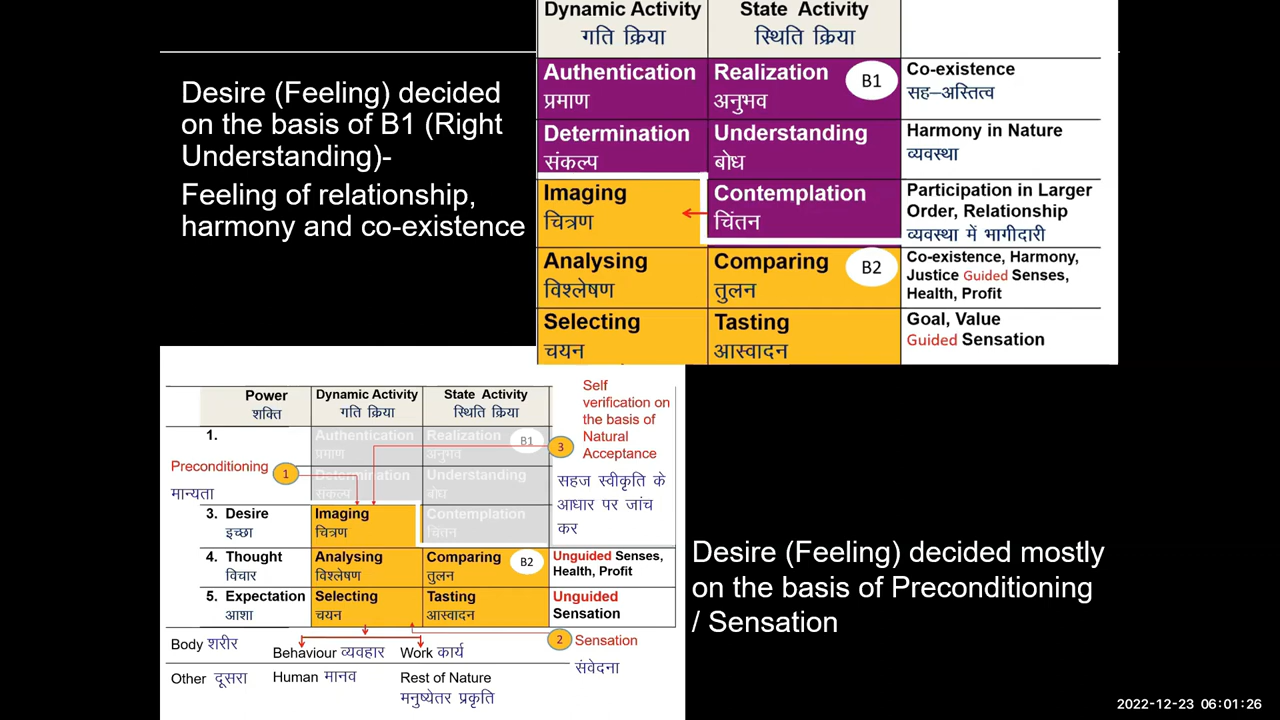 Desire (Feeling) decided
on the basis of B1 (Right
Understanding)-
Feeling of relationship,
harmony and co-existence
Dynamic Activity State Activity
गति क्रिया स्थिति क्रिया
Authentication Realization B1 Co-existence
प्रमाण अनुभव सह–अस्तित्व
Determination Understanding Harmony in Nature
संकल्प बोध व्यवस्था
Imaging Contemplation Participation in Larger
Order, Relationship
चित्रण चिंतन व्यवस्था में भागीदारी
Analysing Comparing B2 Co-existence, Harmony,
Justice Guided Senses,
विश्लेषण तुलन Health, Profit
Selecting Tasting Goal, Value
Guided Sensation
चयन आस्वादन
Power Dynamic Activity State Activity
शक्ति गति क्रिया स्थिति क्रिया
Self
verification on
the basis of
Natural
Acceptance
सहज स्वीकृति के
आधार पर जांच
कर
1. Authentication Realization B1 3
प्रमाण अनुभव
Preconditioning 1 Determination Understanding
मान्यता संकल्प बोध
3. Desire Imaging Contemplation
इच्छा चित्रण चिंतन
4. Thought Analysing Comparing B2 Unguided Senses,
विचार विश्लेषण तुलन Health, Profit
5. Expectation Selecting Tasting Unguided
आशा चयन आस्वादन Sensation
Body शरीर Behaviour व्यवहार Work कार्य 2 Sensation
संवेदना
Other दूसरा Human मानव Rest of Nature
मनुष्येतर प्रकृति
Desire (Feeling) decided mostly
on the basis of Preconditioning
/ Sensation
2022-12-23 06:01:26